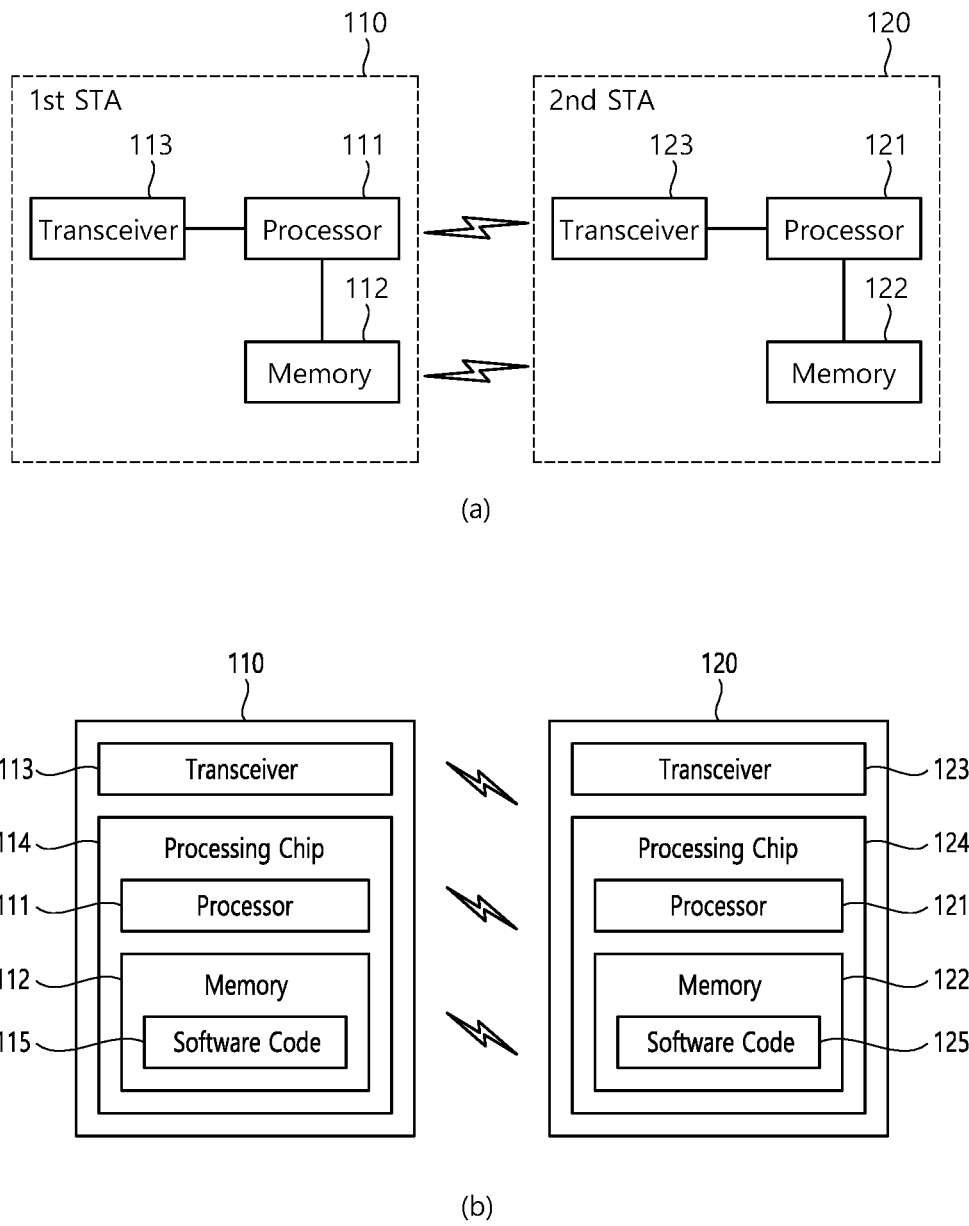 110
120
1st STA
2nd STA
113
111
123
121
Transceiver
Processor
Transceiver
Processor
112
122
Memory
Memory
(a)
110
120
113
Transceiver
Transceiver
123
114
Processing Chip
Processing Chip
124
111
Processor
Processor
121
112
Memory
Memory
122
115
Software Code
Software Code
125
(b)